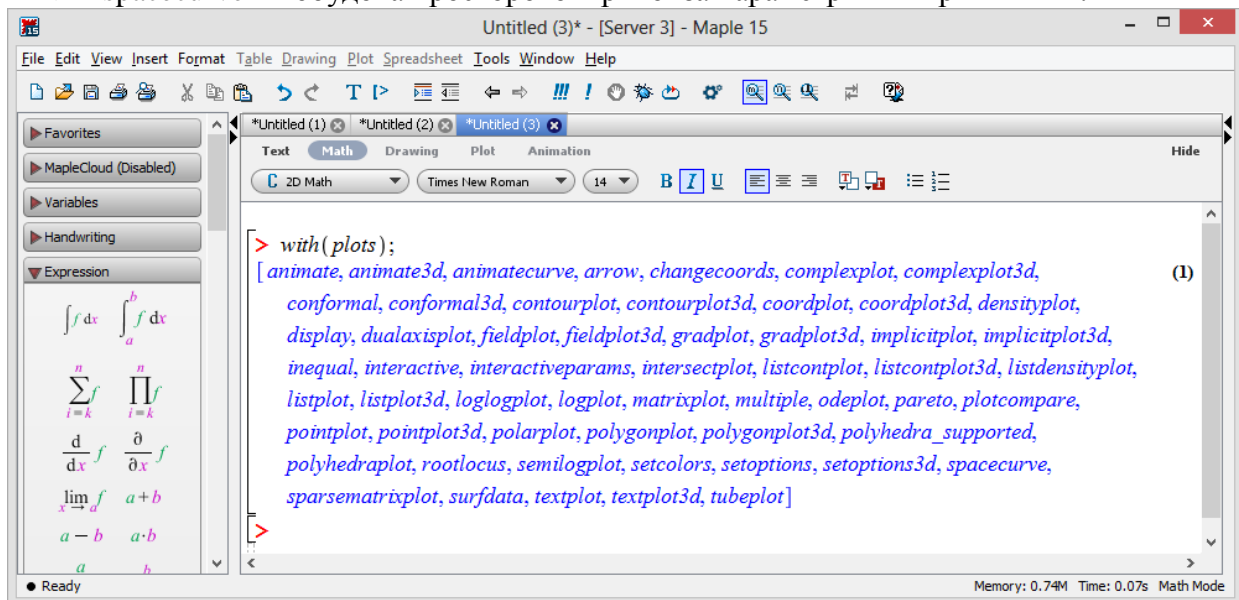 Untitled (3)* - [Server 3] - Maple 15
File Edit View Insert Format Table Drawing Plot Spreadsheet Tools Window Help
Favorites
MapleCloud (Disabled)
Variables
Handwriting
Expression
∫f dx ∫_a^b f dx
∑_{i=k}^n f ∏_{i=k}^n f
d/dx f ∂/∂x f
lim_{x→a} f a+b
a − b a·b
a b
*Untitled (1) *Untitled (2) *Untitled (3)
Text Math Drawing Plot Animation Hide
C 2D Math Times New Roman 14 B I U
> with(plots);
[animate, animate3d, animatecurve, arrow, changecoords, complexplot, complexplot3d, (1)
conformal, conformal3d, contourplot, contourplot3d, coordplot, coordplot3d, densityplot,
display, dualaxisplot, fieldplot, fieldplot3d, gradplot, gradplot3d, implicitplot, implicitplot3d,
inequal, interactive, interactiveparams, intersectplot, listcontplot, listcontplot3d, listdensityplot,
listplot, listplot3d, loglogplot, logplot, matrixplot, multiple, odeplot, pareto, plotcompare,
pointplot, pointplot3d, polarplot, polygonplot, polygonplot3d, polyhedra_supported,
polyhedraplot, rootlocus, semilogplot, setcolors, setoptions, setoptions3d, spacecurve,
sparsematrixplot, surfdata, textplot, textplot3d, tubeplot]
>
Ready Memory: 0.74M Time: 0.07s Math Mode